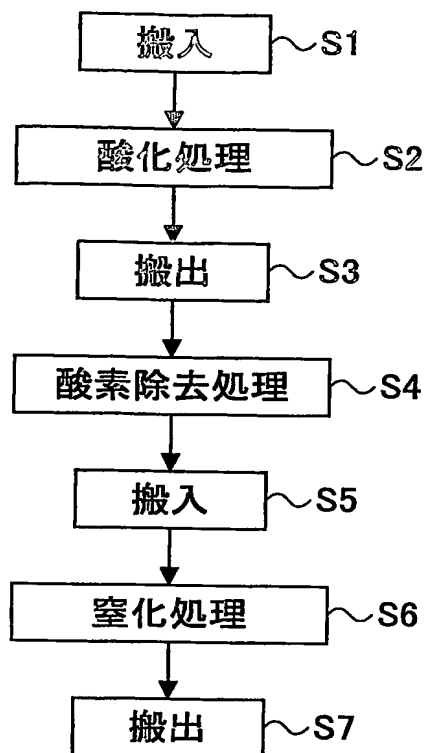 搬入 S1
酸化処理 S2
搬出 S3
酸素除去処理 S4
搬入 S5
窒化処理 S6
搬出 S7